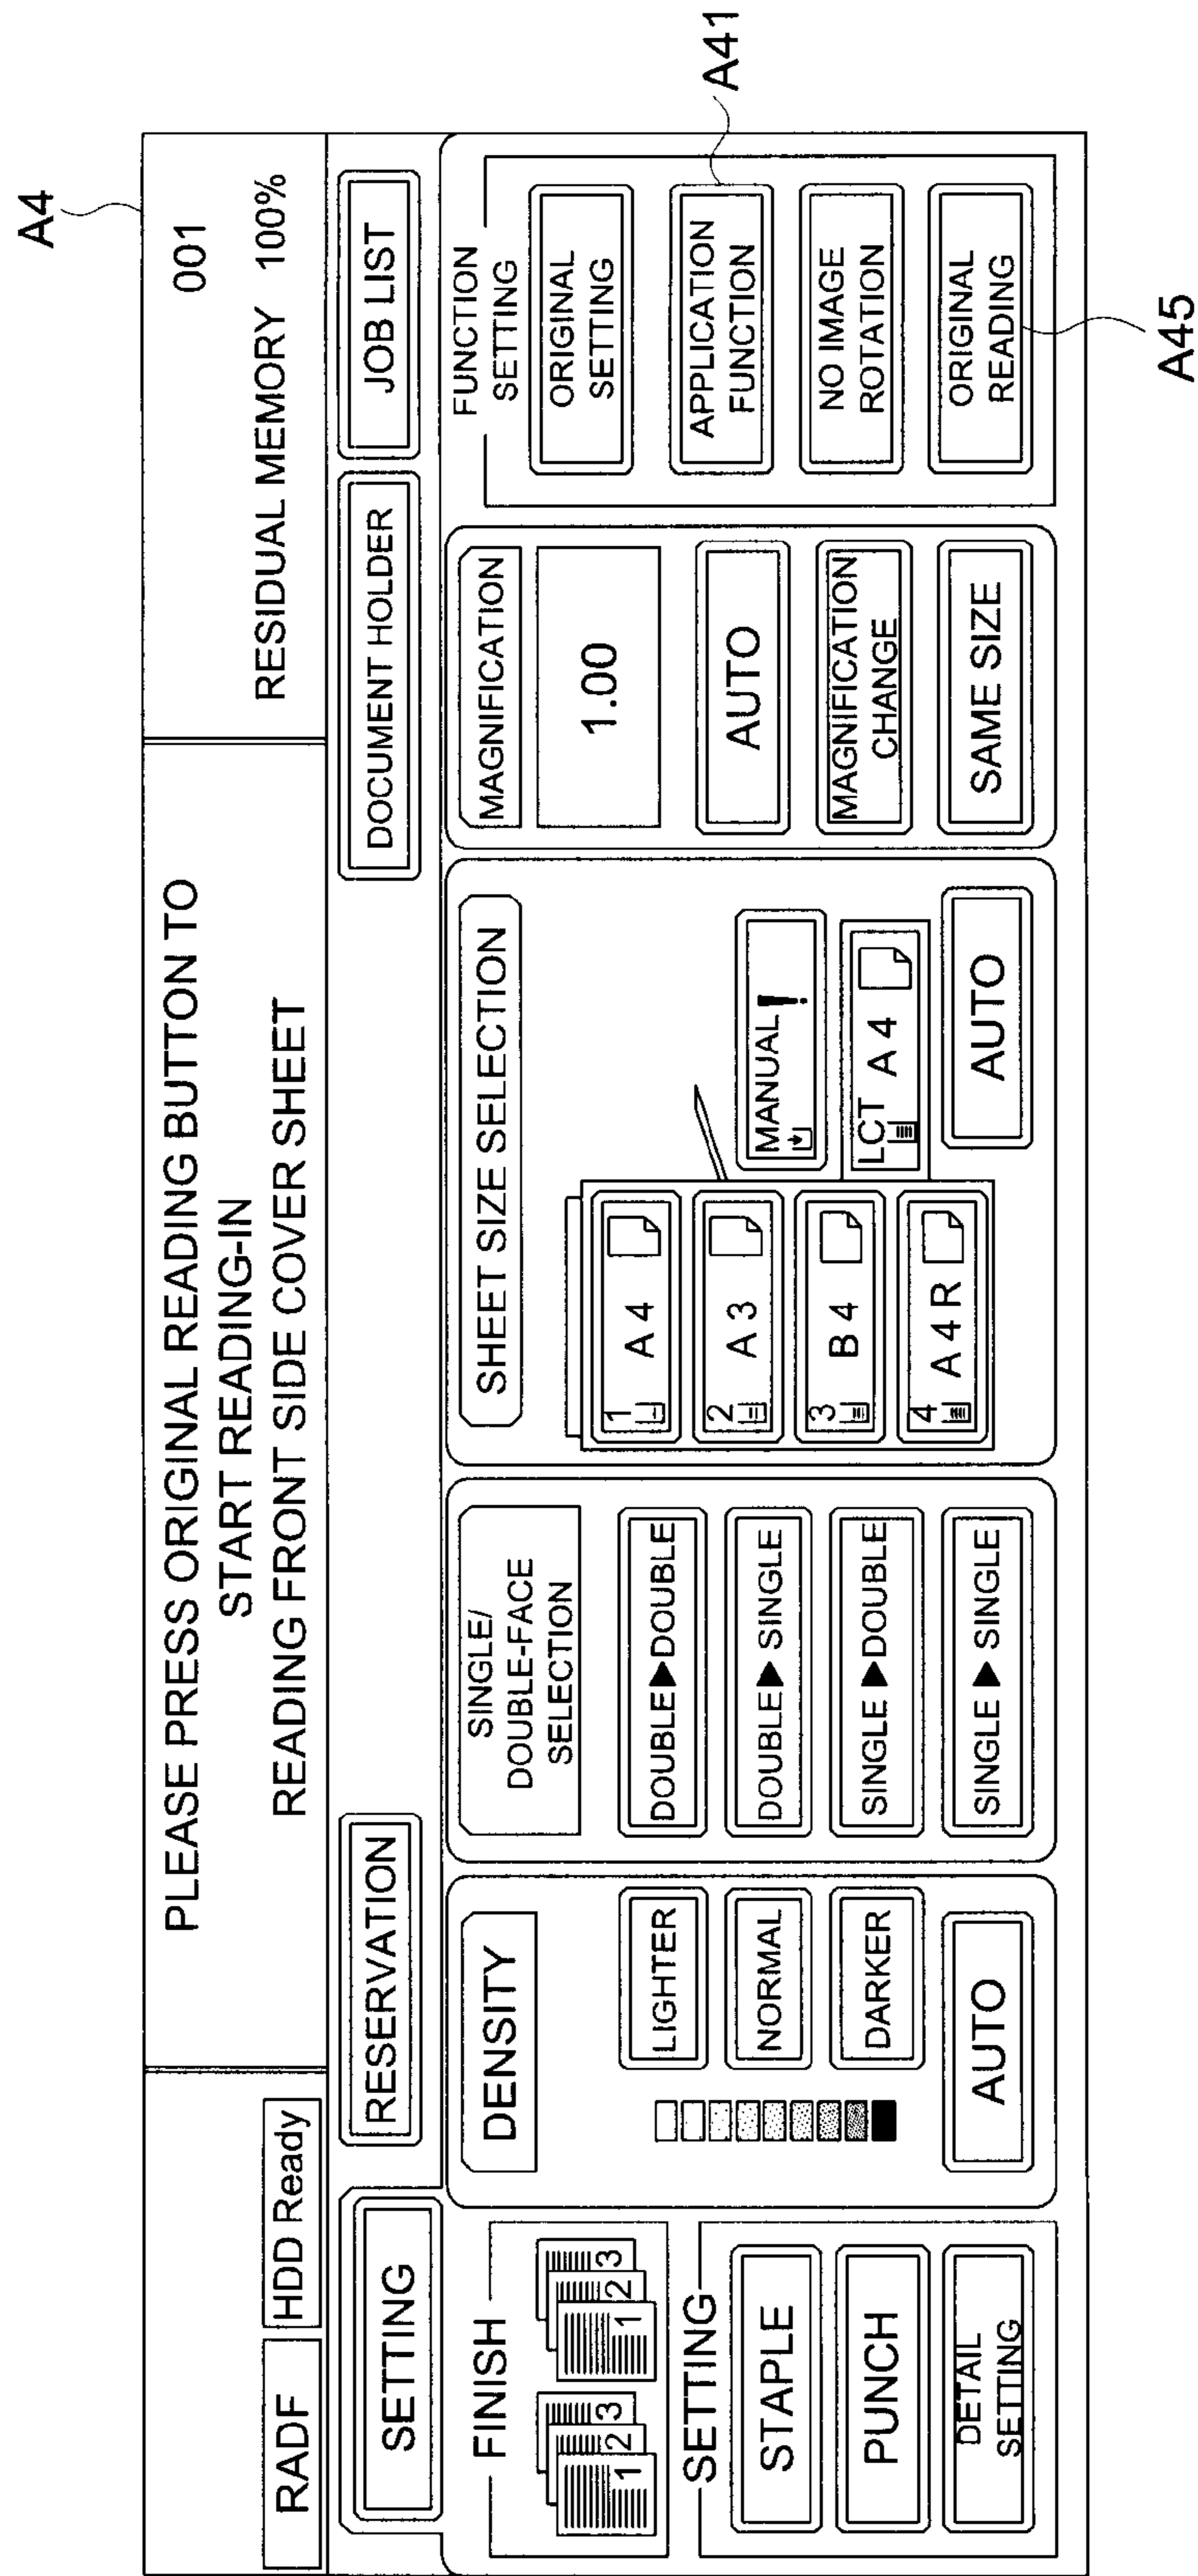 A4
PLEASE PRESS ORIGINAL READING BUTTON TO
START READING-IN
READING FRONT SIDE COVER SHEET
001
RESIDUAL MEMORY 100%
RADF
HDD Ready
SETTING
RESERVATION
DOCUMENT HOLDER
JOB LIST
FINISH
1 2 3
1 2 3
SETTING
STAPLE
PUNCH
DETAIL
SETTING
DENSITY
LIGHTER
NORMAL
DARKER
AUTO
SINGLE/
DOUBLE-FACE
SELECTION
DOUBLE▶DOUBLE
DOUBLE▶SINGLE
SINGLE▶DOUBLE
SINGLE▶SINGLE
SHEET SIZE SELECTION
1 A 4
2 A 3
3 B 4
4 A 4 R
MANUAL
LCT A 4
AUTO
MAGNIFICATION
1.00
AUTO
MAGNIFICATION
CHANGE
SAME SIZE
FUNCTION
SETTING
ORIGINAL
SETTING
APPLICATION
FUNCTION
NO IMAGE
ROTATION
ORIGINAL
READING
A41
A45